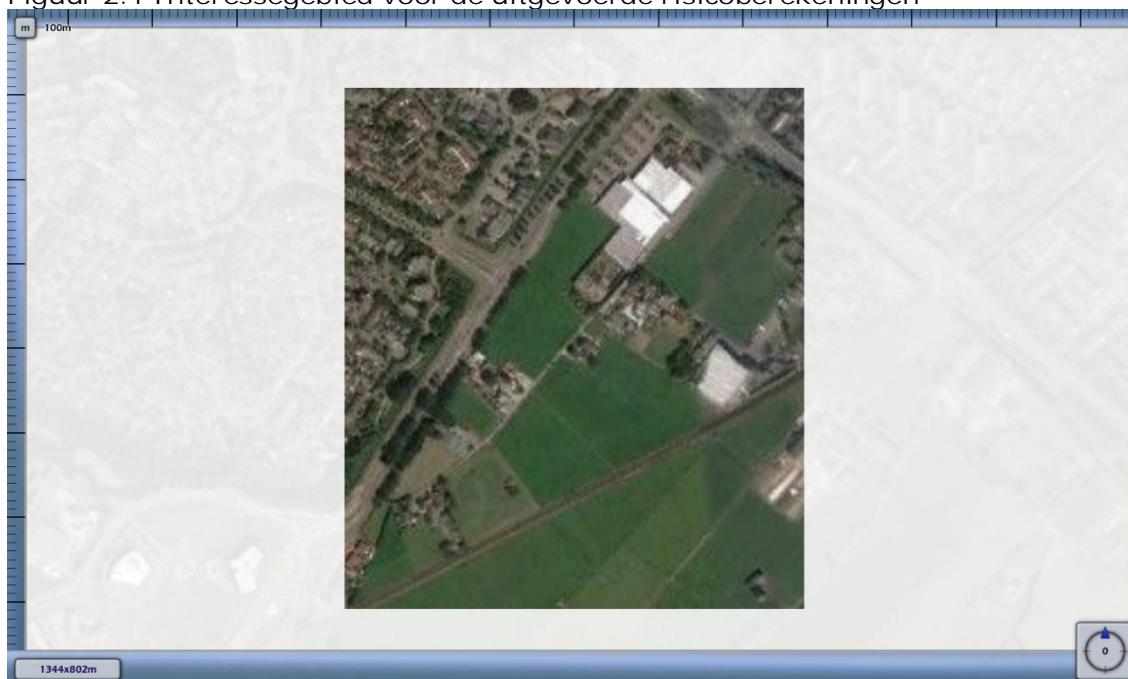 Figuur 2.1 Interessegebied voor de uitgevoerde risicoberekeningen
m 100m
1344x802m
0